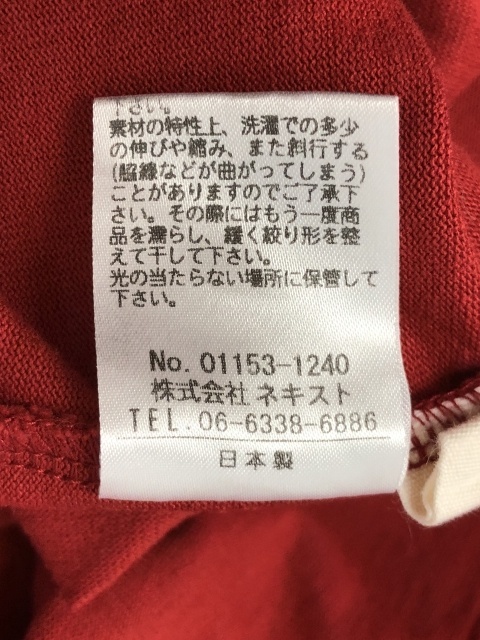 下さい。
素材の特性上、洗濯での多少
の伸びや縮み、また斜行する
(脇線などが曲がってしまう)
ことがありますのでご了承下
さい。その際にはもう一度商
品を濡らし、緩く絞り形を整
えて干して下さい。
光の当たらない場所に保管して
下さい。
No. 01153-1240
株式会社 ネキスト
TEL. 06-6338-6886
日本製